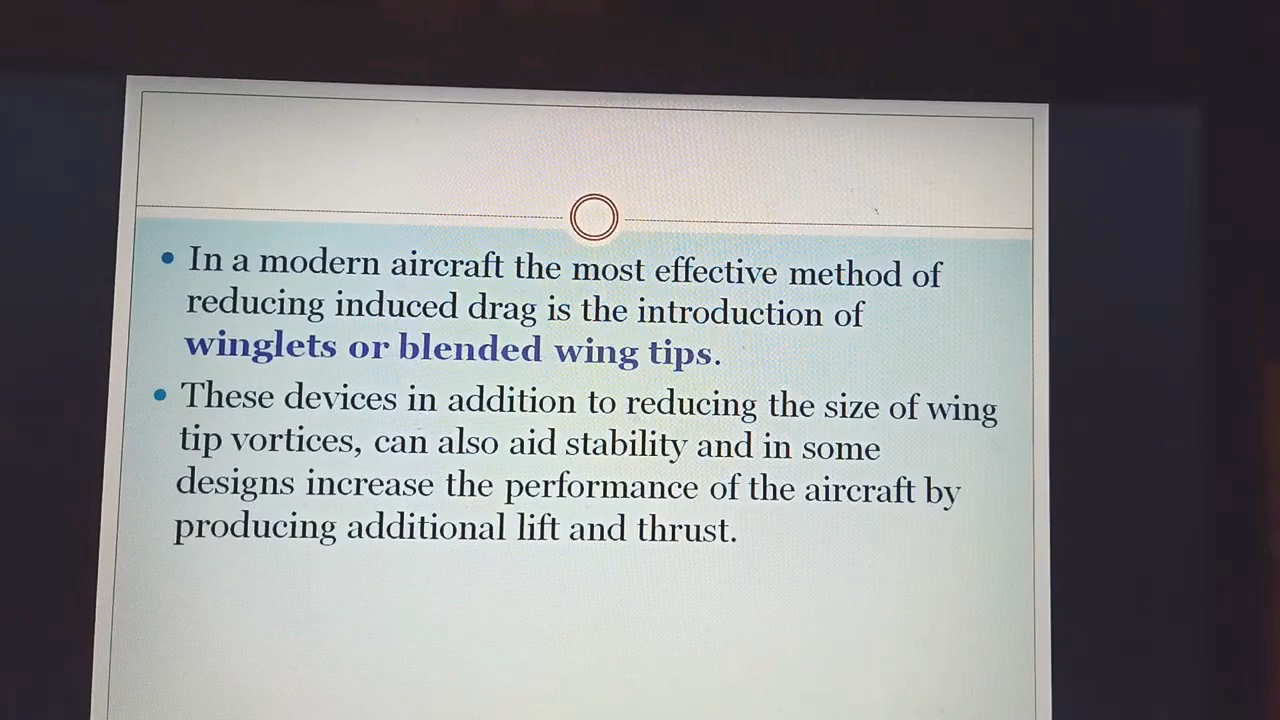 • In a modern aircraft the most effective method of
reducing induced drag is the introduction of
winglets or blended wing tips.
• These devices in addition to reducing the size of wing
tip vortices, can also aid stability and in some
designs increase the performance of the aircraft by
producing additional lift and thrust.